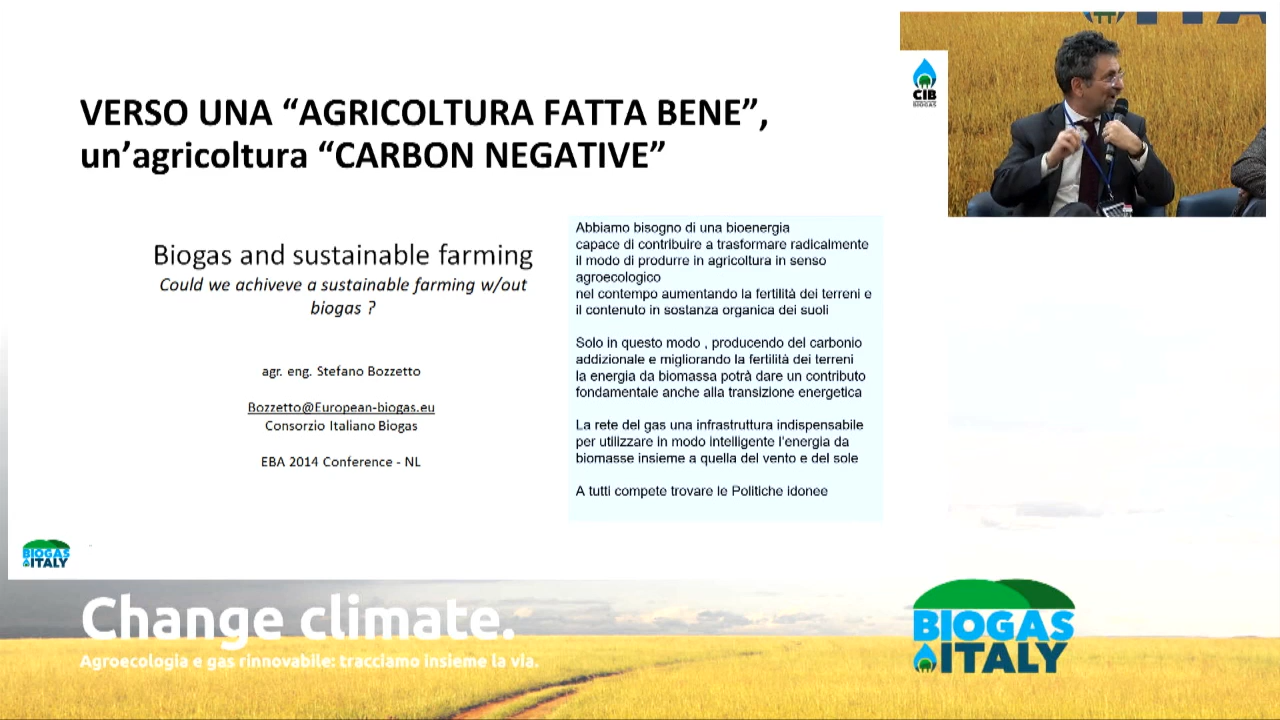 VERSO UNA “AGRICOLTURA FATTA BENE”,
un’agricoltura “CARBON NEGATIVE”
Biogas and sustainable farming
Could we achiveve a sustainable farming w/out
biogas ?
agr. eng. Stefano Bozzetto
Bozzetto@European-biogas.eu
Consorzio Italiano Biogas
EBA 2014 Conference - NL
Abbiamo bisogno di una bioenergia
capace di contribuire a trasformare radicalmente
il modo di produrre in agricoltura in senso
agroecologico
nel contempo aumentando la fertilità dei terreni e
il contenuto in sostanza organica dei suoli
Solo in questo modo , producendo del carbonio
addizionale e migliorando la fertilità dei terreni
la energia da biomassa potrà dare un contributo
fondamentale anche alla transizione energetica
La rete del gas una infrastruttura indispensabile
per utilizzare in modo intelligente l’energia da
biomasse insieme a quella del vento e del sole
A tutti compete trovare le Politiche idonee
CIB
BIOGAS
BIOGAS
ITALY
Change climate.
Agroecologia e gas rinnovabile: tracciamo insieme la via.
BIOGAS
ITALY